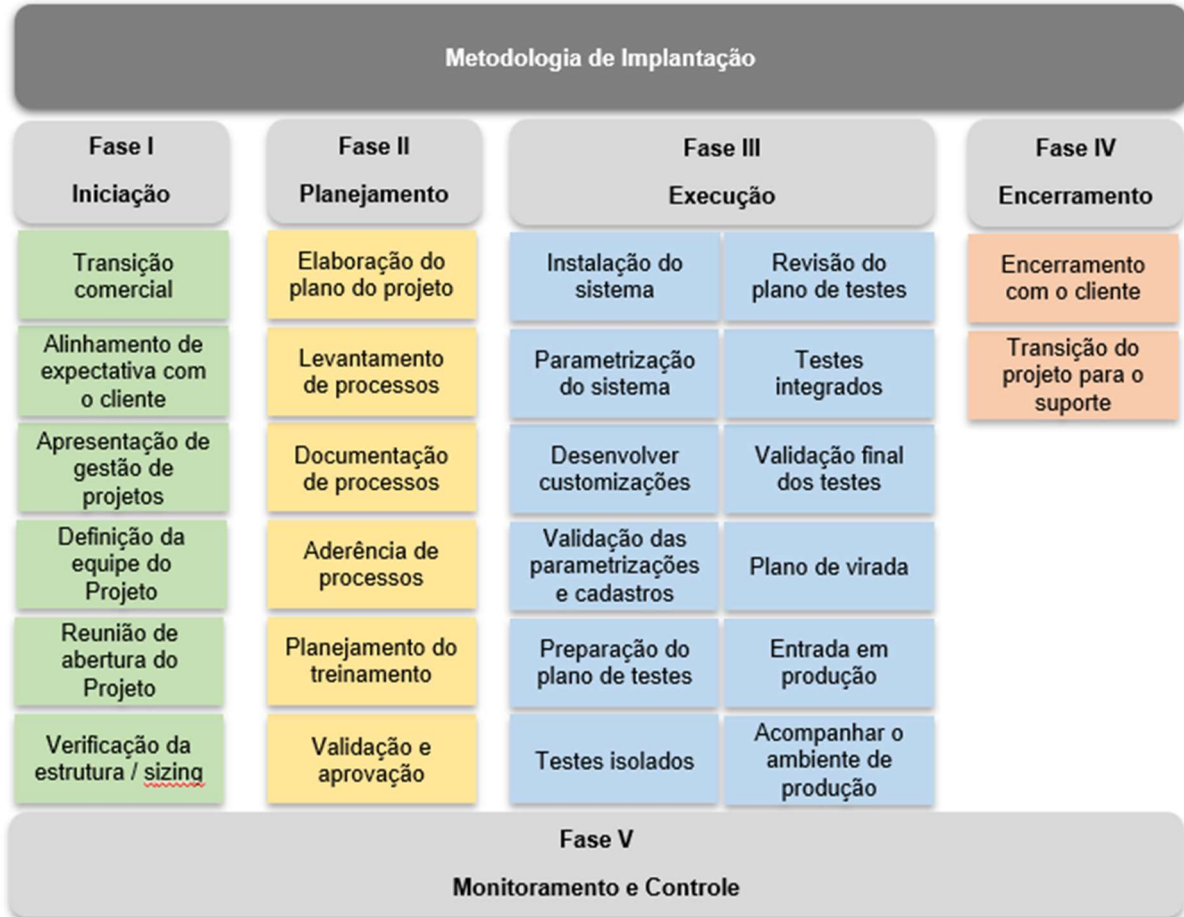 Metodologia de Implantação
Fase I
Iniciação
Transição
comercial
Alinhamento de
expectativa com
o cliente
Apresentação de
gestão de
projetos
Definição da
equipe do
Projeto
Reunião de
abertura do
Projeto
Verificação da
estrutura / sizing
Fase II
Planejamento
Elaboração do
plano do projeto
Levantamento
de processos
Documentação
de processos
Aderência de
processos
Planejamento do
treinamento
Validação e
aprovação
Fase III
Execução
Instalação do
sistema
Parametrização
do sistema
Desenvolver
customizações
Validação das
parametrizações
e cadastros
Preparação do
plano de testes
Testes isolados
Revisão do
plano de testes
Testes
integrados
Validação final
dos testes
Plano de virada
Entrada em
produção
Acompanhar o
ambiente de
produção
Fase IV
Encerramento
Encerramento
com o cliente
Transição do
projeto para o
suporte
Fase V
Monitoramento e Controle